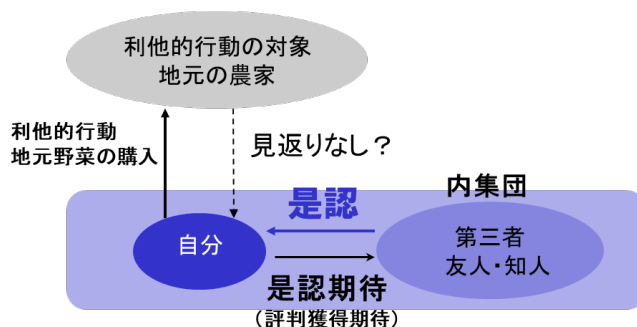 利他的行動の対象
地元の農家
利他的行動
地元野菜の購入
見返りなし？
内集団
是認
自分
第三者
友人・知人
是認期待
（評判獲得期待）